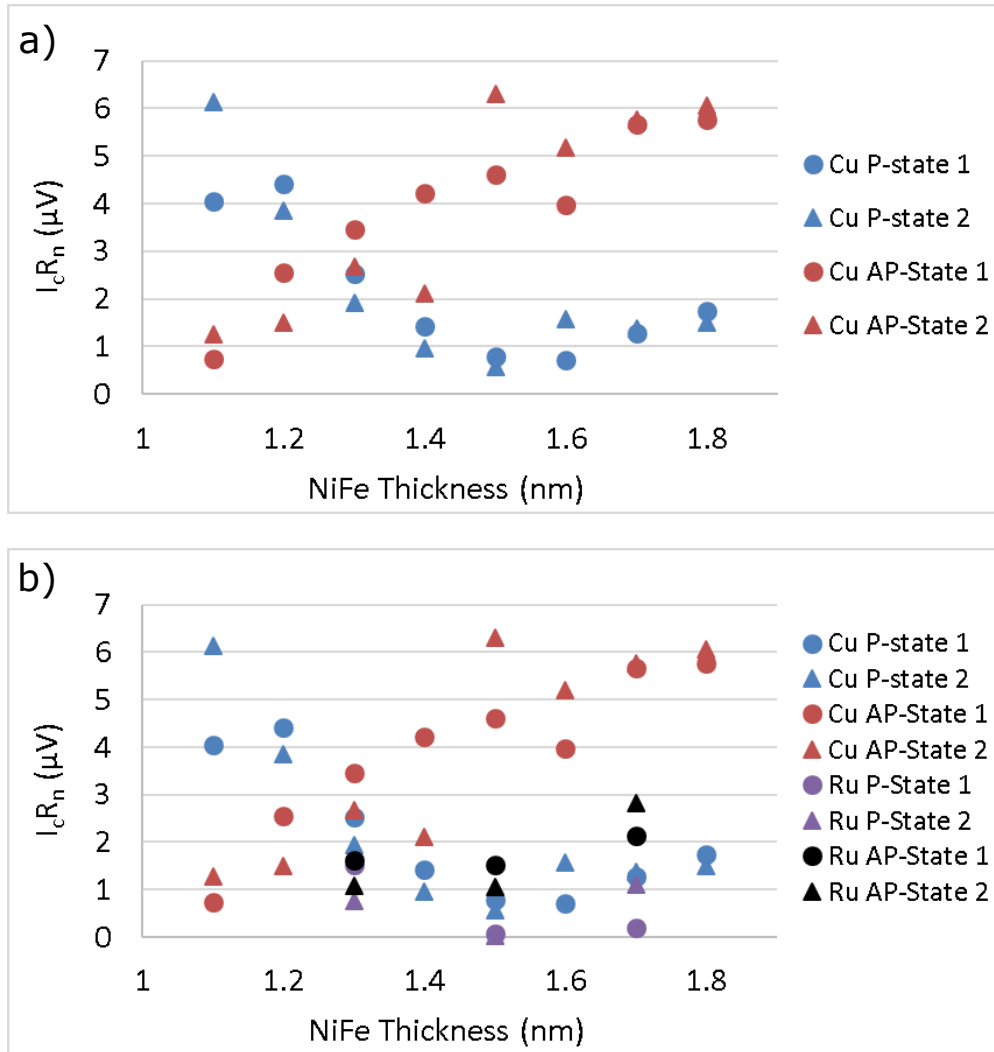 a)
7
6
5
4
3
2
1
0
IcRn (µV)
1 1.2 1.4 1.6 1.8
NiFe Thickness (nm)
Cu P-state 1
Cu P-state 2
Cu AP-State 1
Cu AP-State 2
b)
7
6
5
4
3
2
1
0
IcRn (µV)
1 1.2 1.4 1.6 1.8
NiFe Thickness (nm)
Cu P-state 1
Cu P-state 2
Cu AP-State 1
Cu AP-State 2
Ru P-State 1
Ru P-State 2
Ru AP-State 1
Ru AP-State 2